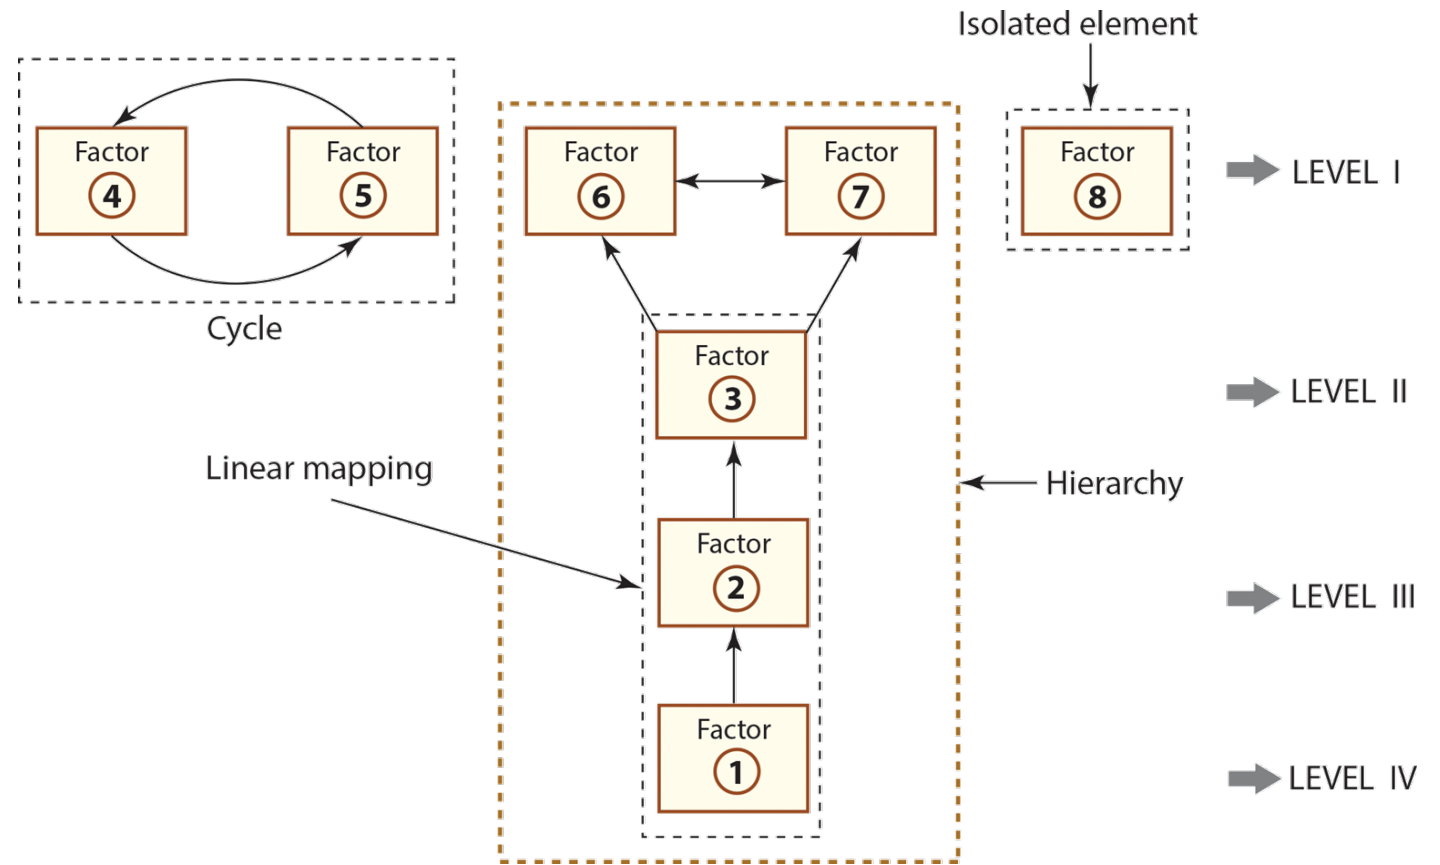 Isolated element
Factor
4
Factor
5
Factor
6
Factor
7
Factor
8
LEVEL I
Cycle
Factor
3
LEVEL II
Linear mapping
Hierarchy
Factor
2
LEVEL III
Factor
1
LEVEL IV